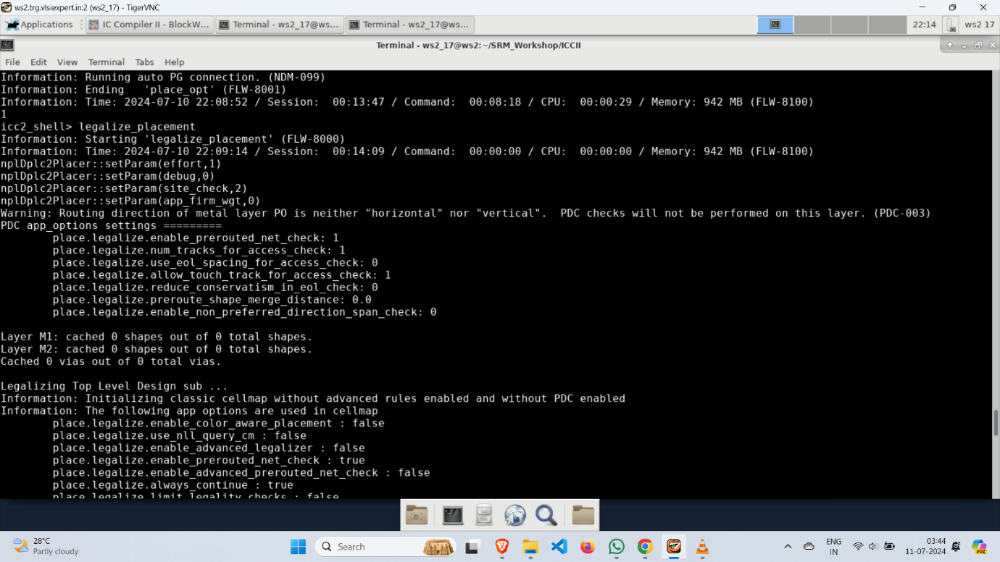 ws2.trg.vlsiexpert.in:2 (ws2_17) - TigerVNC
Applications
IC Compiler II - BlockW...
Terminal - ws2_17@ws...
Terminal - ws2_17@ws...
22:14
ws2 17
Terminal - ws2_17@ws2:~/SRM_Workshop/ICCII
File Edit View Terminal Tabs Help
Information: Running auto PG connection. (NDM-099)
Information: Ending   'place_opt' (FLW-8001)
Information: Time: 2024-07-10 22:08:52 / Session:  00:13:47 / Command:  00:08:18 / CPU:  00:00:29 / Memory: 942 MB (FLW-8100)
1
icc2_shell> legalize_placement
Information: Starting 'legalize_placement' (FLW-8000)
Information: Time: 2024-07-10 22:09:14 / Session:  00:14:09 / Command:  00:00:00 / CPU:  00:00:00 / Memory: 942 MB (FLW-8100)
nplDplc2Placer::setParam(effort,1)
nplDplc2Placer::setParam(debug,0)
nplDplc2Placer::setParam(site_check,2)
nplDplc2Placer::setParam(app_firm_wgt,0)
Warning: Routing direction of metal layer PO is neither "horizontal" nor "vertical".  PDC checks will not be performed on this layer. (PDC-003)
PDC app_options settings =========
        place.legalize.enable_prerouted_net_check: 1
        place.legalize.num_tracks_for_access_check: 1
        place.legalize.use_eol_spacing_for_access_check: 0
        place.legalize.allow_touch_track_for_access_check: 1
        place.legalize.reduce_conservatism_in_eol_check: 0
        place.legalize.preroute_shape_merge_distance: 0.0
        place.legalize.enable_non_preferred_direction_span_check: 0
Layer M1: cached 0 shapes out of 0 total shapes.
Layer M2: cached 0 shapes out of 0 total shapes.
Cached 0 vias out of 0 total vias.
Legalizing Top Level Design sub ...
Information: Initializing classic cellmap without advanced rules enabled and without PDC enabled
Information: The following app options are used in cellmap
        place.legalize.enable_color_aware_placement : false
        place.legalize.use_nll_query_cm : false
        place.legalize.enable_advanced_legalizer : false
        place.legalize.enable_prerouted_net_check : true
        place.legalize.enable_advanced_prerouted_net_check : false
        place.legalize.always_continue : true
        place.legalize.limit_legality_checks : false
28°C
Partly cloudy
Search
ENG
IN
03:44
11-07-2024
PRE